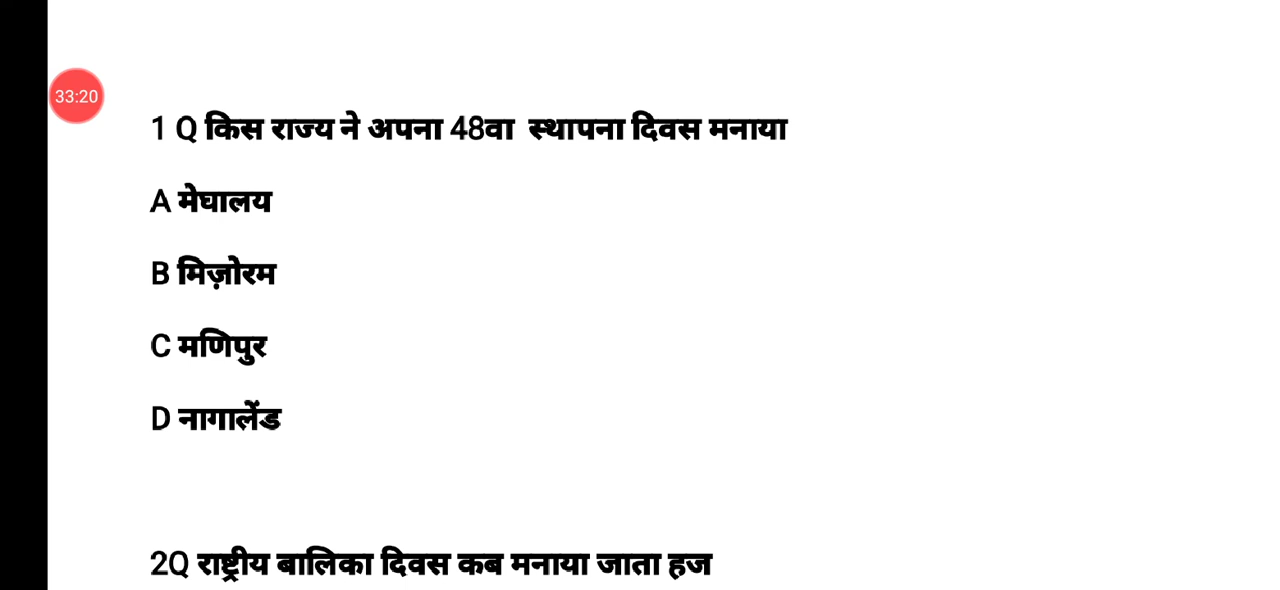 33:20
1 Q किस राज्य ने अपना 48वा स्थापना दिवस मनाया
A मेघालय
B मिज़ोरम
C मणिपुर
D नागालेंड
2Q राष्ट्रीय बालिका दिवस कब मनाया जाता हज